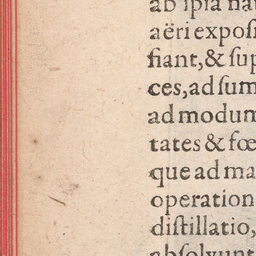 ab ipſa na
aëri expoſi
fiant, & ſup
ces, ad ſum
ad modum
tates & fœ
que ad ma
operation
diſtillatio,
abſolvunt